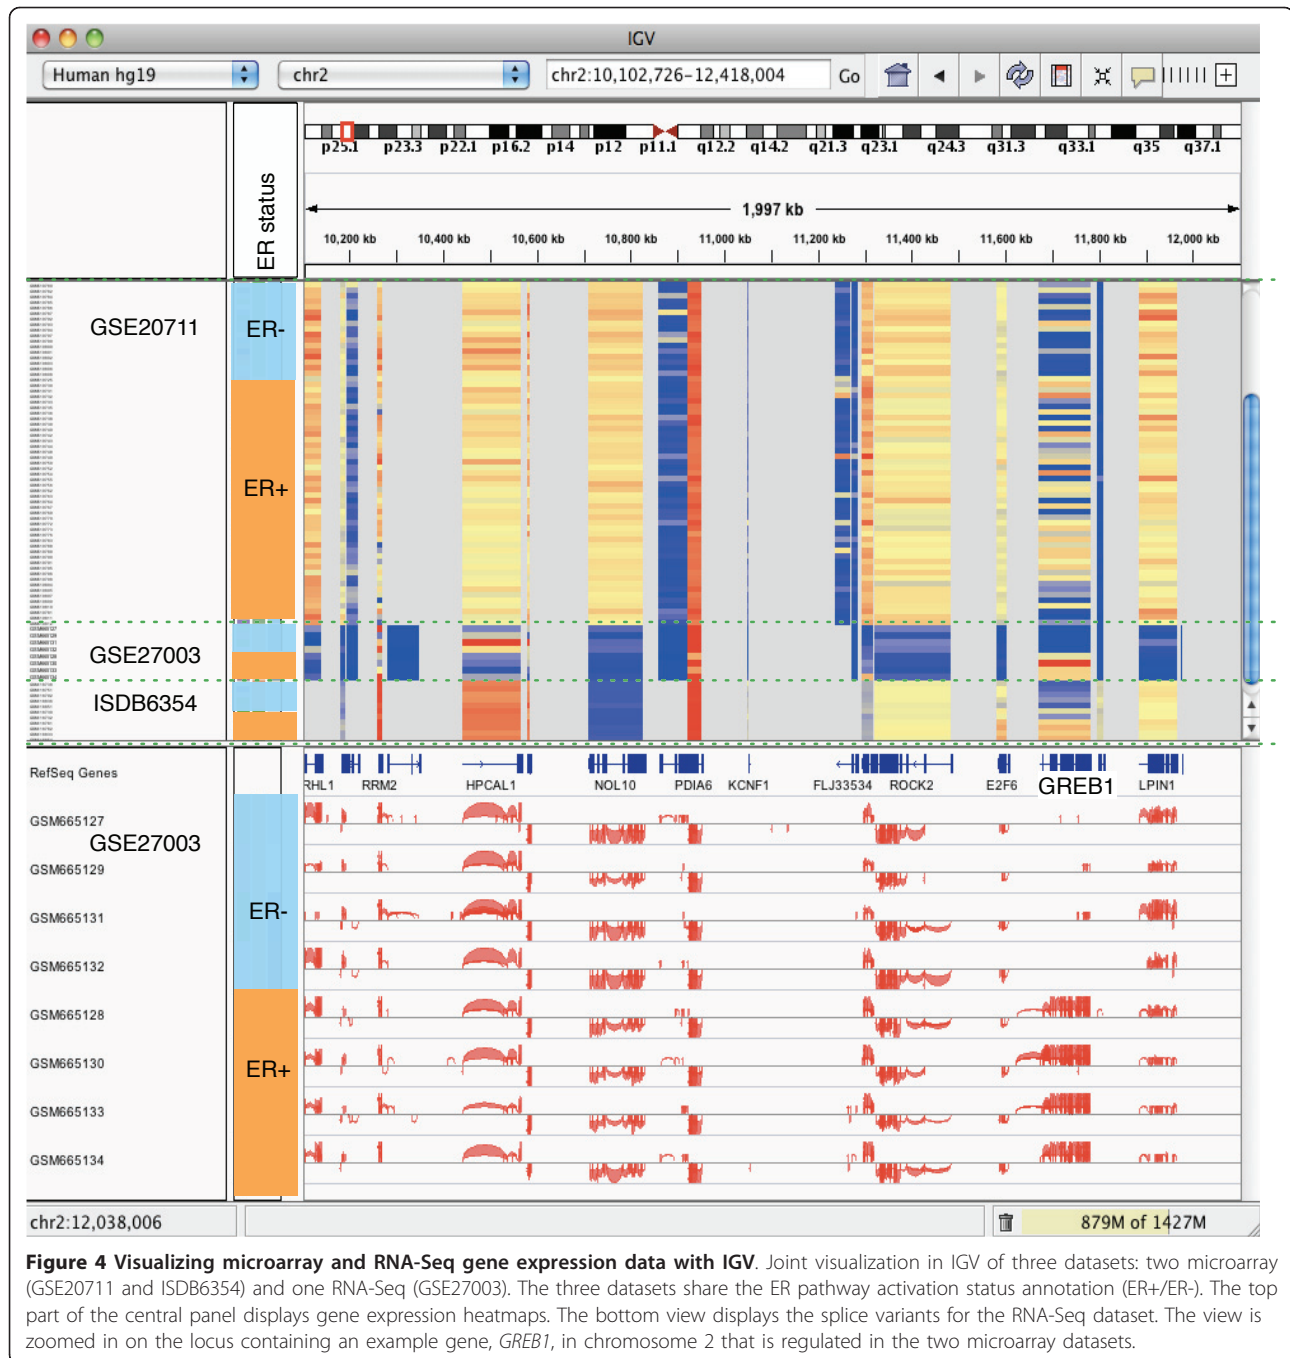 IGV
Human hg19 chr2 chr2:10,102,726-12,418,004 Go
ER status
p25.1 p23.3 p22.1 p16.2 p14 p12 p11.1 q12.2 q14.2 q21.3 q23.1 q24.3 q31.3 q33.1 q35 q37.1
1,997 kb
10,200 kb 10,400 kb 10,600 kb 10,800 kb 11,000 kb 11,200 kb 11,400 kb 11,600 kb 11,800 kb 12,000 kb
GSE20711 ER-
ER+
GSE27003
ISDB6354
RefSeq Genes
RHL1 RRM2 HPCAL1 NOL10 PDIA6 KCNF1 FLJ33534 ROCK2 E2F6 GREB1 LPIN1
GSM665127
GSE27003
GSM665129
ER-
GSM665131
GSM665132
GSM665128
GSM665130
ER+
GSM665133
GSM665134
chr2:12,038,006 879M of 1427M
Figure 4 Visualizing microarray and RNA-Seq gene expression data with IGV. Joint visualization in IGV of three datasets: two microarray
(GSE20711 and ISDB6354) and one RNA-Seq (GSE27003). The three datasets share the ER pathway activation status annotation (ER+/ER-). The top
part of the central panel displays gene expression heatmaps. The bottom view displays the splice variants for the RNA-Seq dataset. The view is
zoomed in on the locus containing an example gene, GREB1, in chromosome 2 that is regulated in the two microarray datasets.